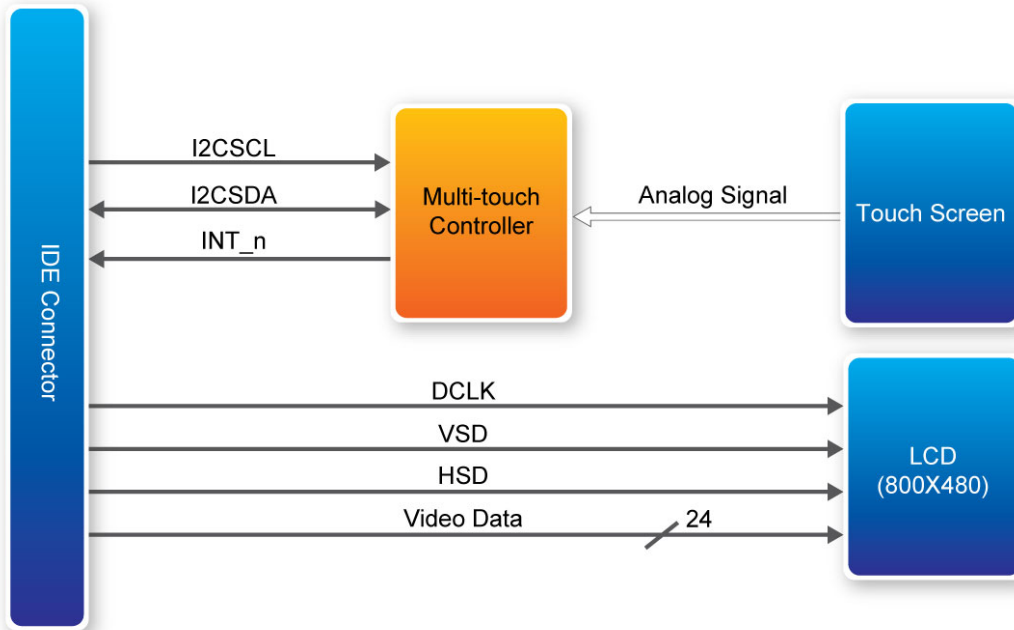 IDE Connector
I2CSCL
I2CSDA
INT_n
Multi-touch
Controller
Analog Signal
Touch Screen
DCLK
VSD
HSD
Video Data
24
LCD
(800X480)